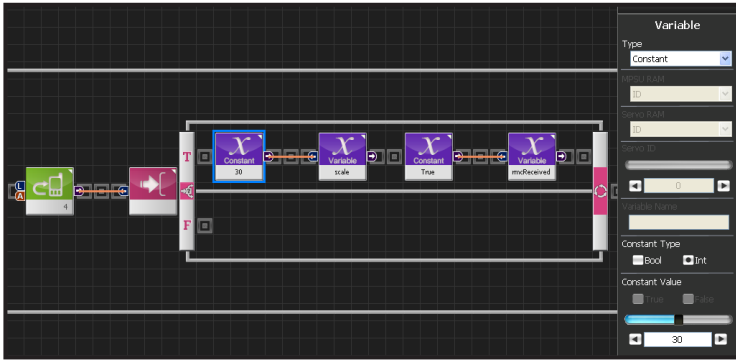 Variable
Type
Constant
MPSU RAM
ID
Servo RAM
ID
Servo ID
0
Variable Name
Constant Type
Bool Int
Constant Value
True False
30
L
A
4
T
F
X
Constant
30
X
Variable
scale
X
Constant
True
X
Variable
rmcReceived